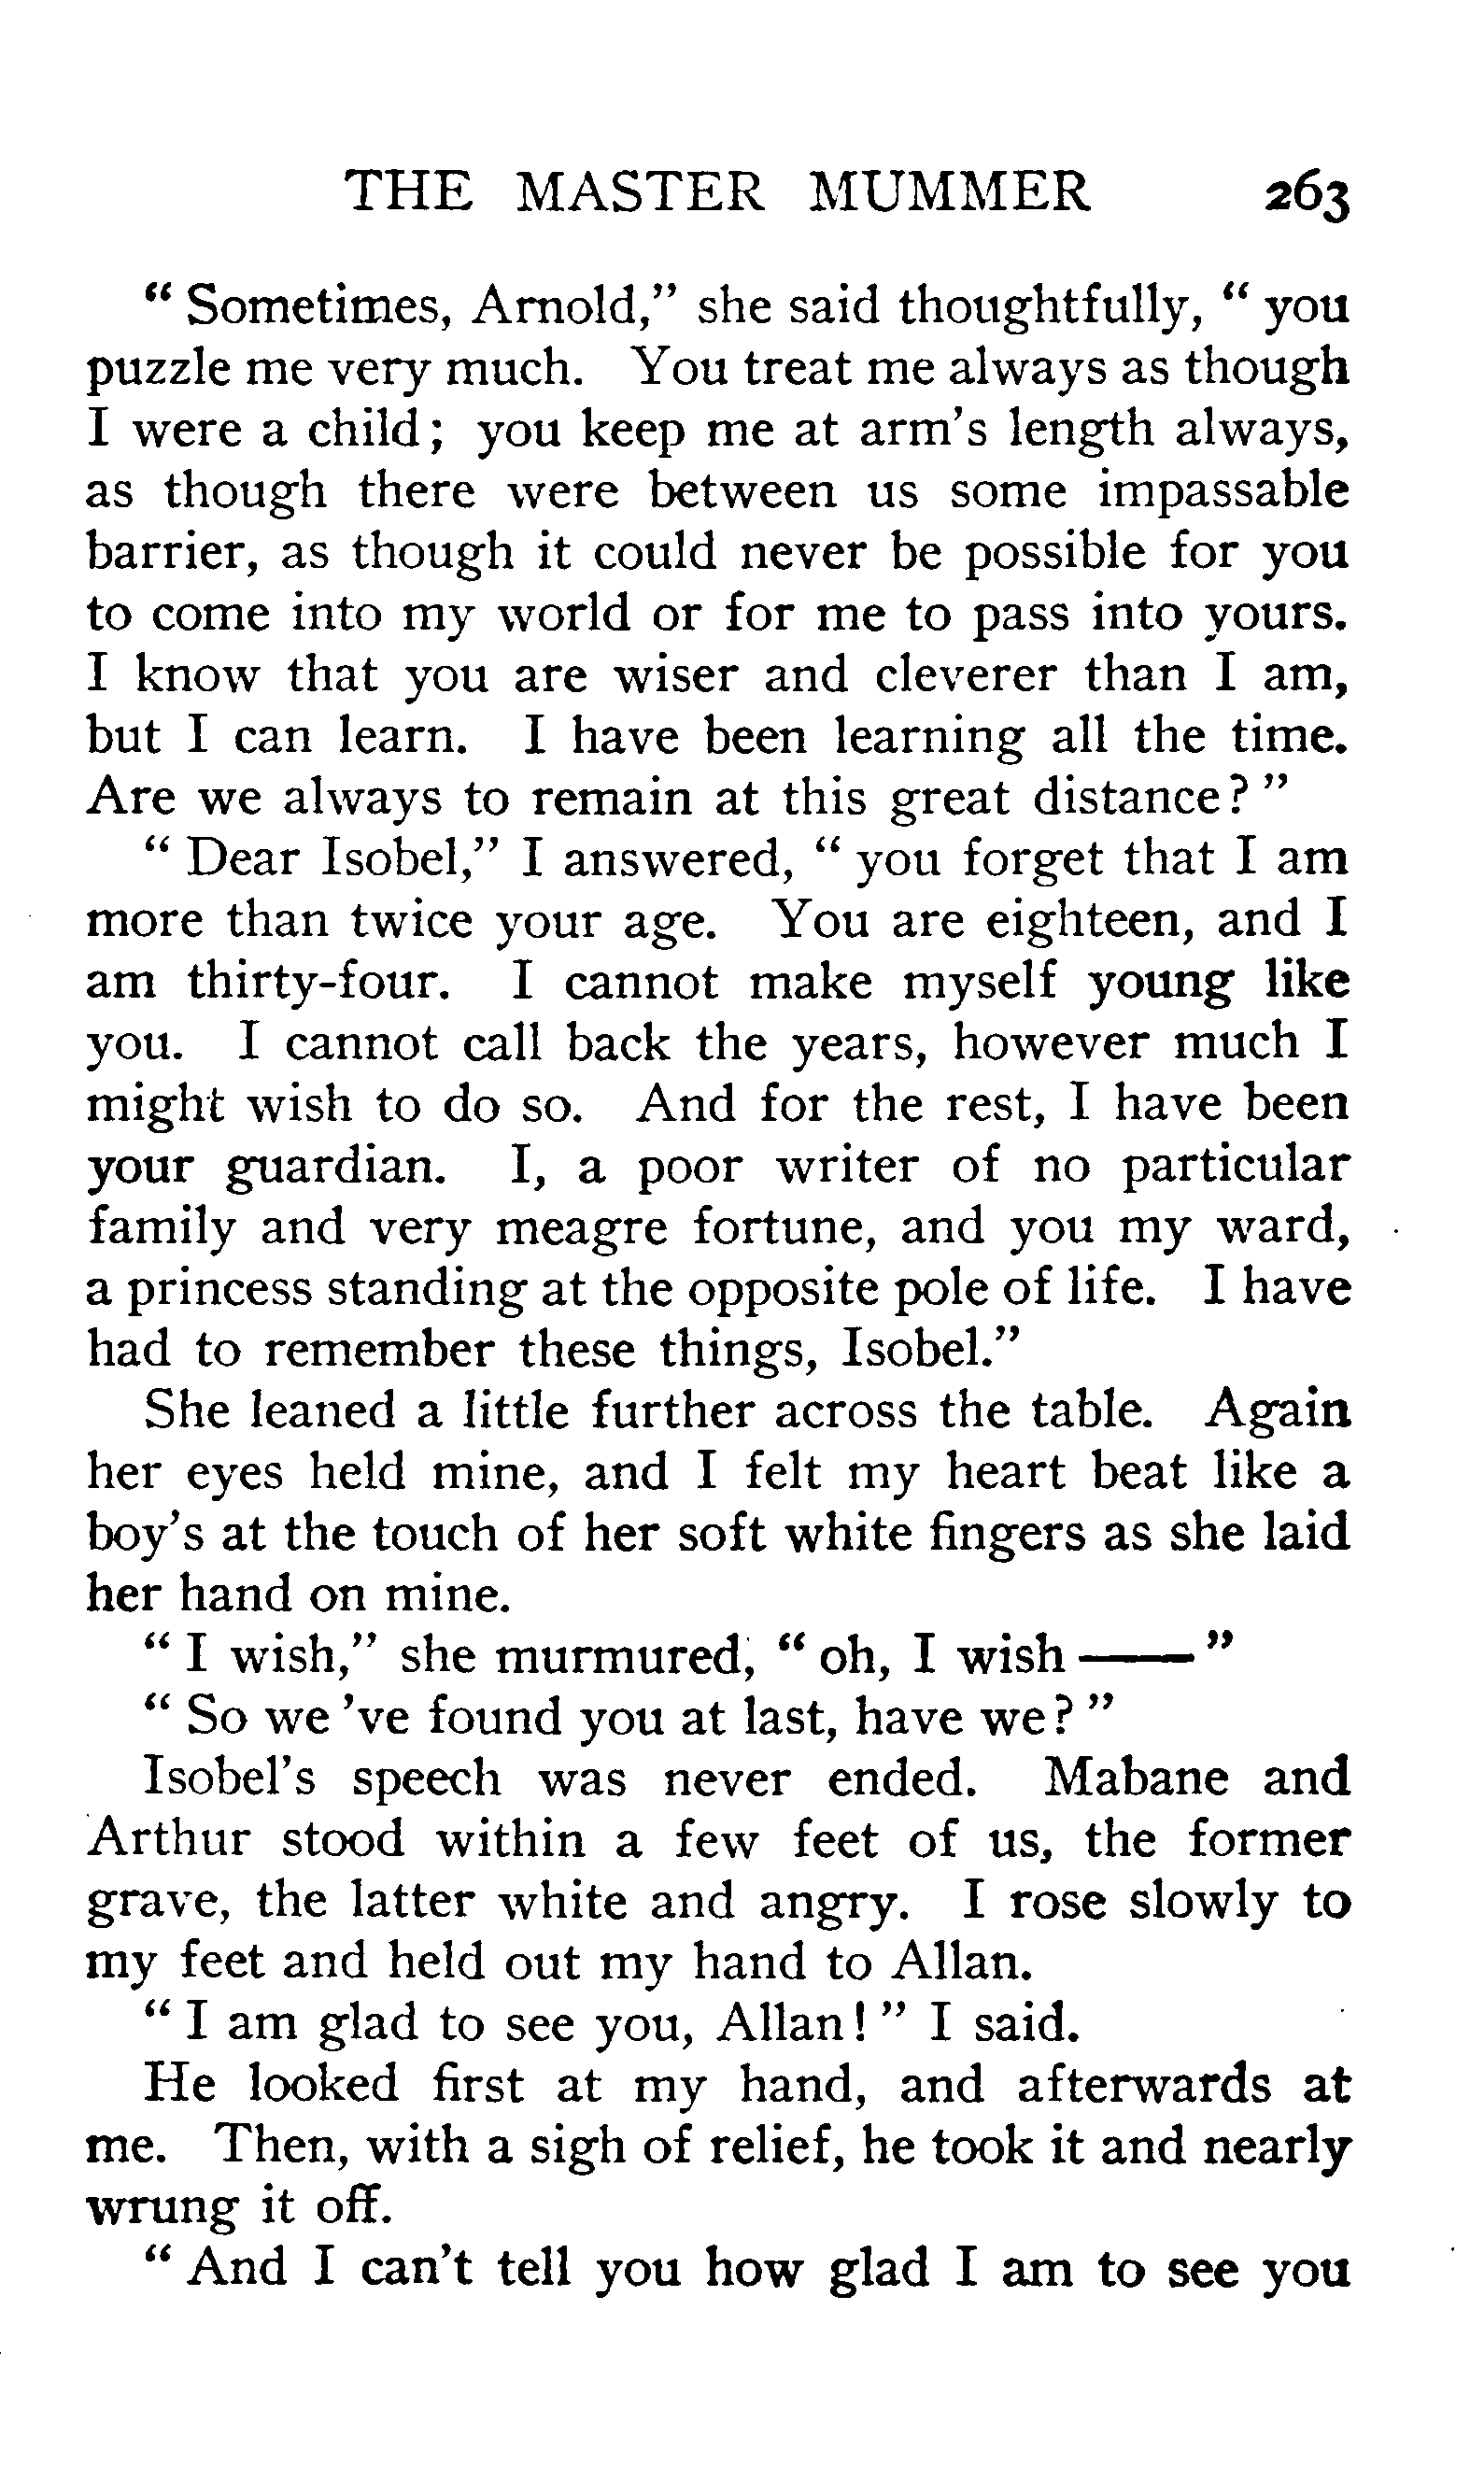 THE MASTER MUMMER 263
“ Sometimes, Arnold,” she said thoughtfully, “ you
puzzle me very much. You treat me always as though
I were a child; you keep me at arm’s length always,
as though there were between us some impassable
barrier, as though it could never be possible for you
to come into my world or for me to pass into yours.
I know that you are wiser and cleverer than I am,
but I can learn. I have been learning all the time.
Are we always to remain at this great distance? ”
“ Dear Isobel,” I answered, “ you forget that I am
more than twice your age. You are eighteen, and I
am thirty-four. I cannot make myself young like
you. I cannot call back the years, however much I
might wish to do so. And for the rest, I have been
your guardian. I, a poor writer of no particular
family and very meagre fortune, and you my ward,
a princess standing at the opposite pole of life. I have
had to remember these things, Isobel.”
She leaned a little further across the table. Again
her eyes held mine, and I felt my heart beat like a
boy’s at the touch of her soft white fingers as she laid
her hand on mine.
“ I wish,” she murmured, “ oh, I wish——”
“ So we ’ve found you at last, have we? ”
Isobel’s speech was never ended. Mabane and
Arthur stood within a few feet of us, the former
grave, the latter white and angry. I rose slowly to
my feet and held out my hand to Allan.
“ I am glad to see you, Allan! ” I said.
He looked first at my hand, and afterwards at
me. Then, with a sigh of relief, he took it and nearly
wrung it off.
“ And I can’t tell you how glad I am to see you